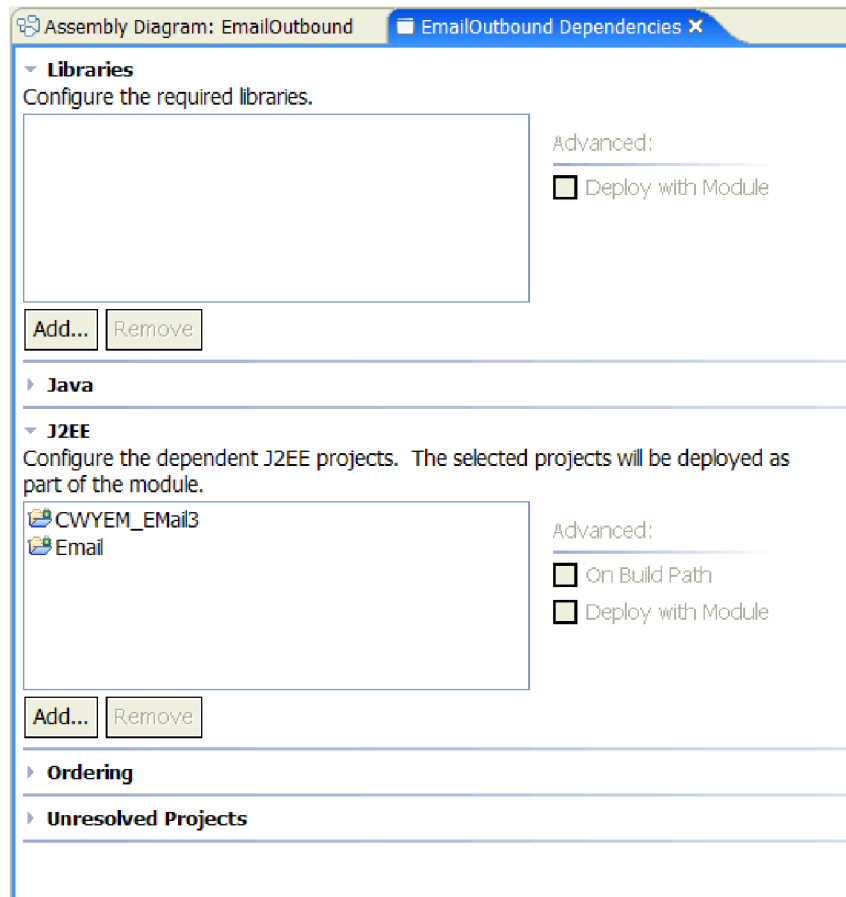 Assembly Diagram: EmailOutbound EmailOutbound Dependencies
Libraries
Configure the required libraries.
Advanced:
Deploy with Module
Add... Remove
Java
J2EE
Configure the dependent J2EE projects. The selected projects will be deployed as
part of the module.
CWYEM_EMail3
Email
Advanced:
On Build Path
Deploy with Module
Add... Remove
Ordering
Unresolved Projects